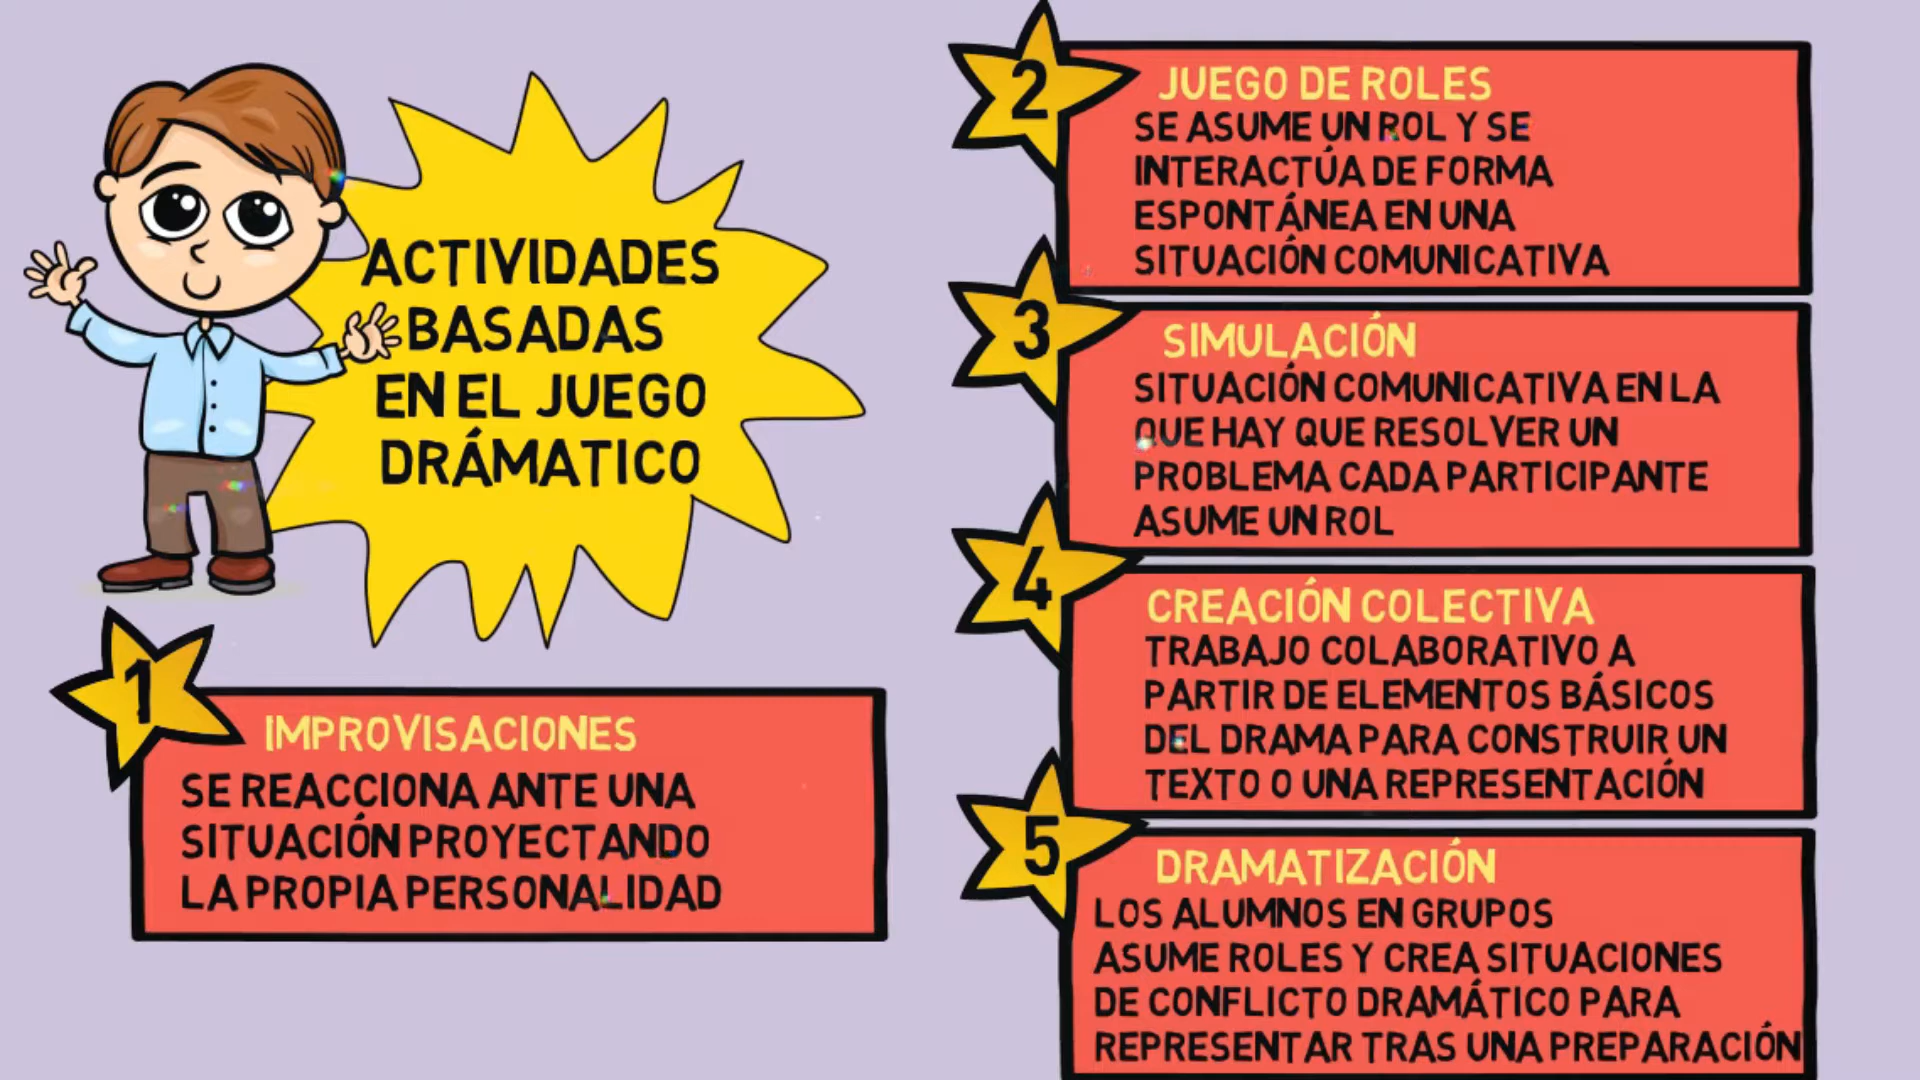 ACTIVIDADES
BASADAS
EN EL JUEGO
DRÁMATICO
1
IMPROVISACIONES
SE REACCIONA ANTE UNA
SITUACIÓN PROYECTANDO
LA PROPIA PERSONALIDAD
2
JUEGO DE ROLES
SE ASUME UN ROL Y SE
INTERACTÚA DE FORMA
ESPONTÁNEA EN UNA
SITUACIÓN COMUNICATIVA
3
SIMULACIÓN
SITUACIÓN COMUNICATIVA EN LA
QUE HAY QUE RESOLVER UN
PROBLEMA CADA PARTICIPANTE
ASUME UN ROL
4
CREACIÓN COLECTIVA
TRABAJO COLABORATIVO A
PARTIR DE ELEMENTOS BÁSICOS
DEL DRAMA PARA CONSTRUIR UN
TEXTO O UNA REPRESENTACIÓN
5
DRAMATIZACIÓN
LOS ALUMNOS EN GRUPOS
ASUME ROLES Y CREA SITUACIONES
DE CONFLICTO DRAMÁTICO PARA
REPRESENTAR TRAS UNA PREPARACIÓN